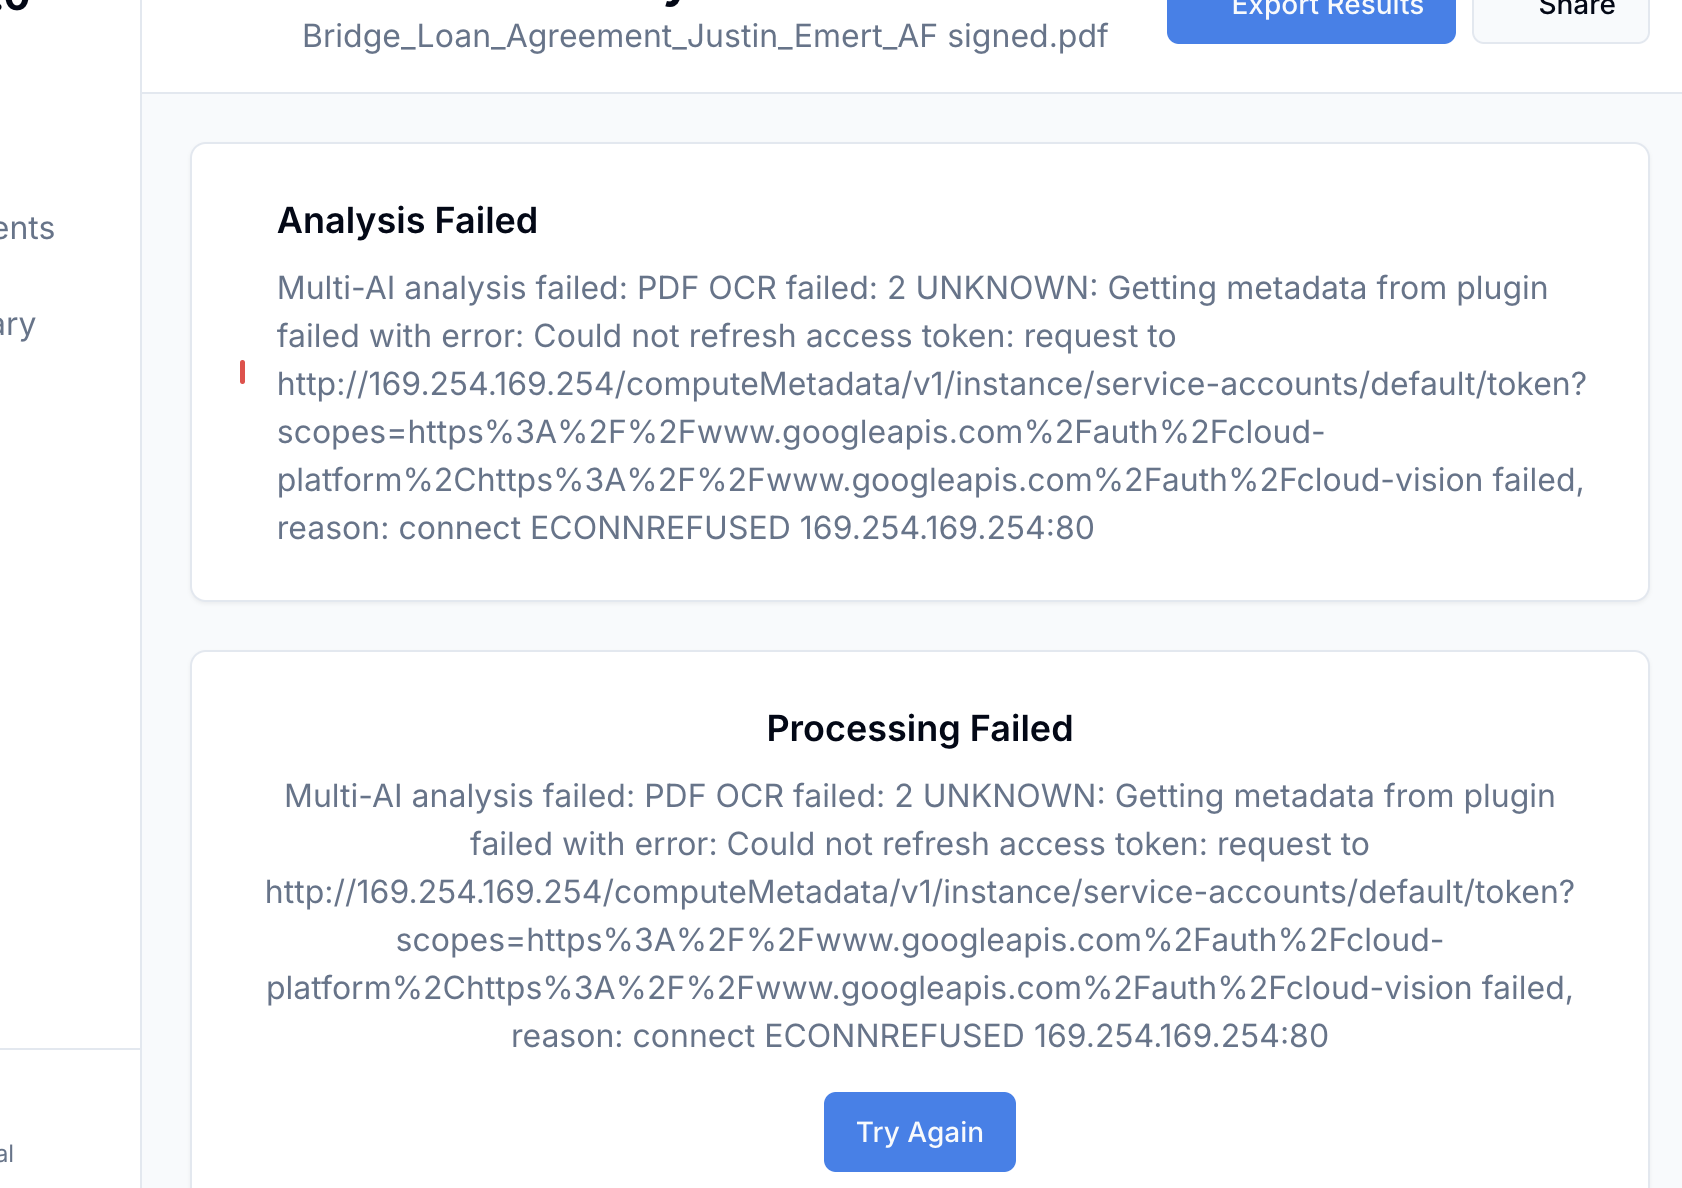 Bridge_Loan_Agreement_Justin_Emert_AF signed.pdf
Export Results
Share
ents
ary
al
Analysis Failed
Multi-AI analysis failed: PDF OCR failed: 2 UNKNOWN: Getting metadata from plugin
failed with error: Could not refresh access token: request to
http://169.254.169.254/computeMetadata/v1/instance/service-accounts/default/token?
scopes=https%3A%2F%2Fwww.googleapis.com%2Fauth%2Fcloud-
platform%2Chttps%3A%2F%2Fwww.googleapis.com%2Fauth%2Fcloud-vision failed,
reason: connect ECONNREFUSED 169.254.169.254:80
Processing Failed
Multi-AI analysis failed: PDF OCR failed: 2 UNKNOWN: Getting metadata from plugin
failed with error: Could not refresh access token: request to
http://169.254.169.254/computeMetadata/v1/instance/service-accounts/default/token?
scopes=https%3A%2F%2Fwww.googleapis.com%2Fauth%2Fcloud-
platform%2Chttps%3A%2F%2Fwww.googleapis.com%2Fauth%2Fcloud-vision failed,
reason: connect ECONNREFUSED 169.254.169.254:80
Try Again